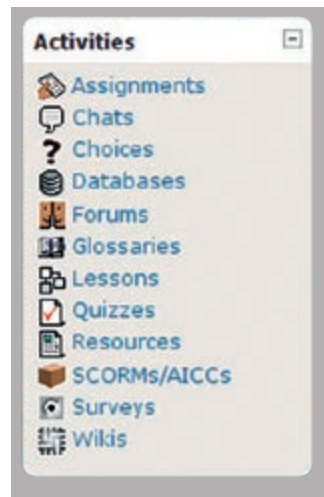 Activities
Assignments
Chats
Choices
Databases
Forums
Glossaries
Lessons
Quizzes
Resources
SCORMs/AICCs
Surveys
Wikis